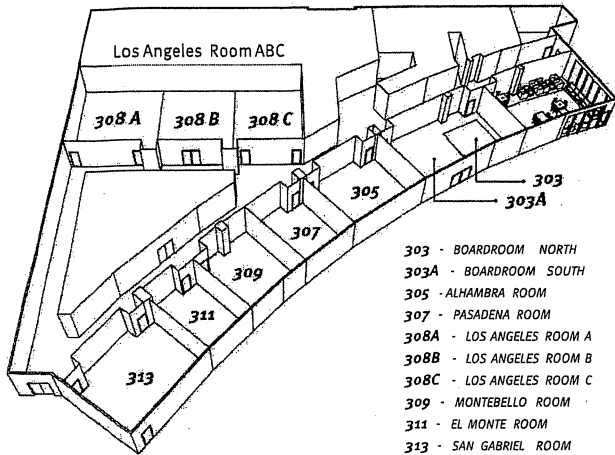 Los Angeles Room ABC
308 A 308 B 308 C
305
303
303A
307
309
311
313
303 - BOARDROOM NORTH
303A - BOARDROOM SOUTH
305 - ALHAMBRA ROOM
307 - PASADENA ROOM
308A - LOS ANGELES ROOM A
308B - LOS ANGELES ROOM B
308C - LOS ANGELES ROOM C
309 - MONTEBELLO ROOM
311 - EL MONTE ROOM
313 - SAN GABRIEL ROOM